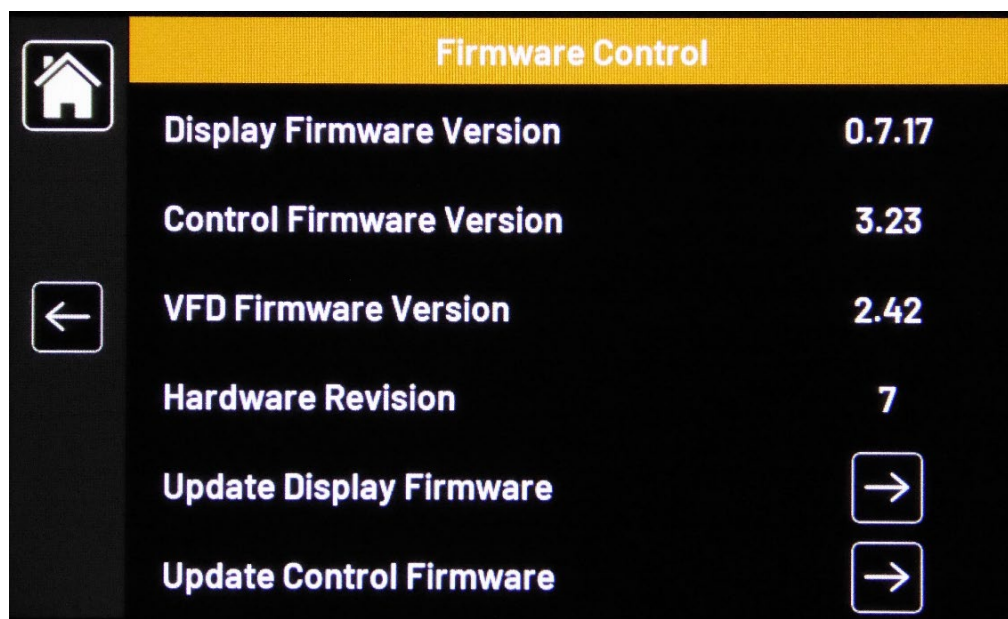 Firmware Control
Display Firmware Version 0.7.17
Control Firmware Version 3.23
VFD Firmware Version 2.42
Hardware Revision 7
Update Display Firmware
Update Control Firmware